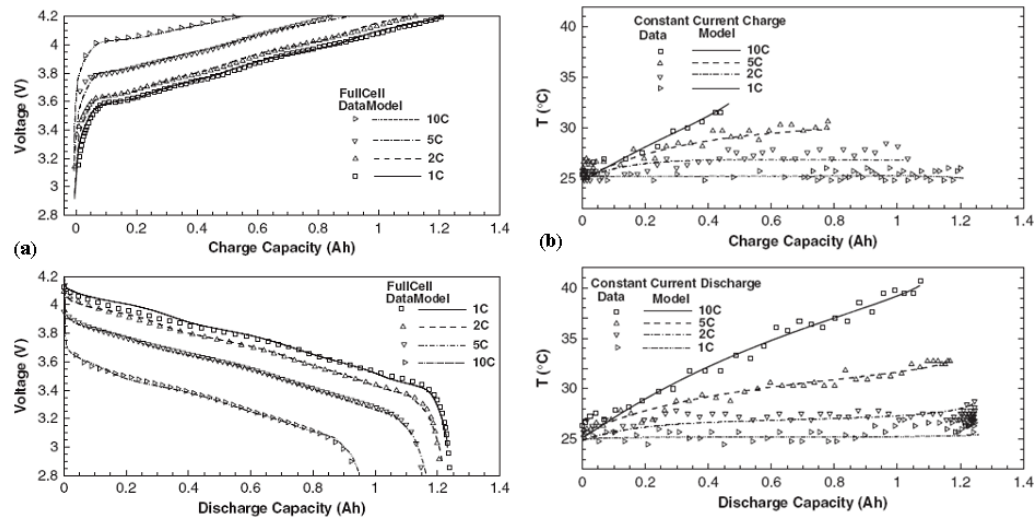 4.2
4
3.8
3.6
3.4
3.2
3
2.8
Voltage (V)
FullCell
DataModel
10C
5C
2C
1C
0 0.2 0.4 0.6 0.8 1 1.2 1.4
Charge Capacity (Ah)
(a)
40
35
30
25
T (°C)
Constant Current Charge
Data Model
10C
5C
2C
1C
0 0.2 0.4 0.6 0.8 1 1.2 1.4
Charge Capacity (Ah)
(b)
4.2
4
3.8
3.6
3.4
3.2
3
2.8
Voltage (V)
FullCell
DataModel
1C
2C
5C
10C
0 0.2 0.4 0.6 0.8 1 1.2 1.4
Discharge Capacity (Ah)
40
35
30
25
T (°C)
Constant Current Discharge
Data Model
10C
5C
2C
1C
0 0.2 0.4 0.6 0.8 1 1.2 1.4
Discharge Capacity (Ah)